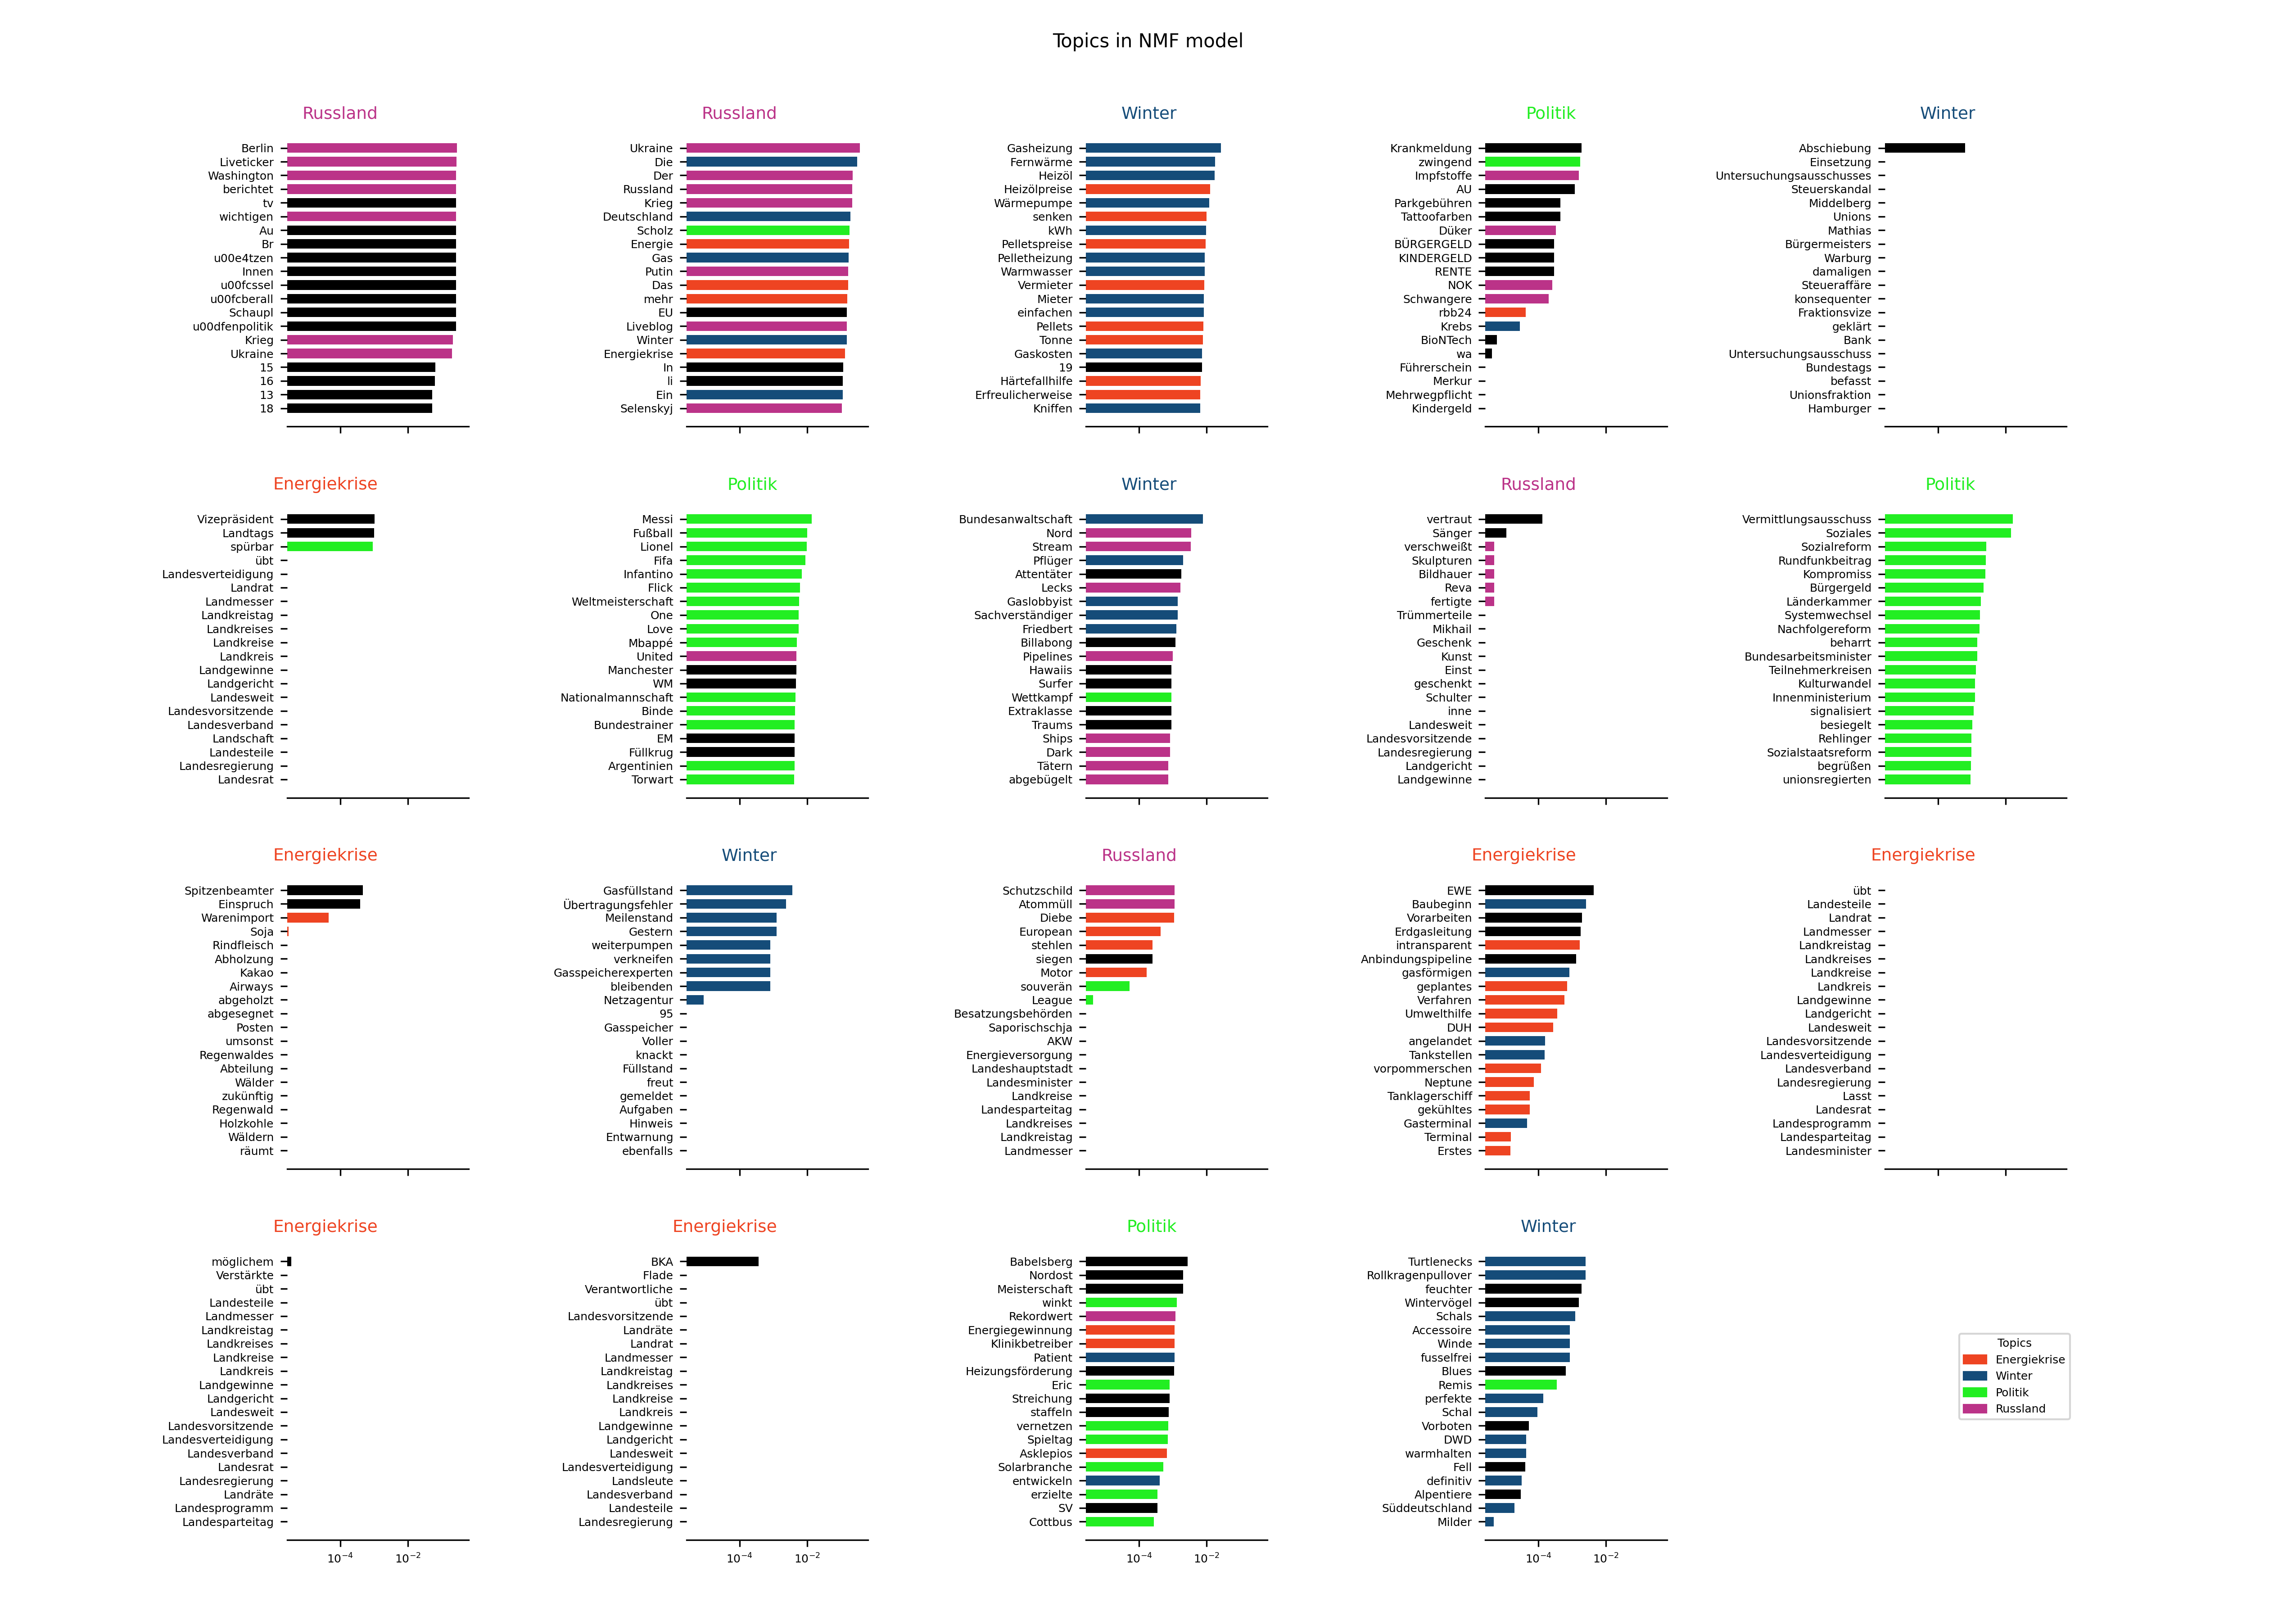 Topics in NMF model
Russland
Berlin
Liveticker
Washington
berichtet
tv
wichtigen
Au
Br
u00e4tzen
Innen
u00fcssel
u00fcberall
Schaupl
u00dfenpolitik
Krieg
Ukraine
15
16
13
18
Russland
Ukraine
Die
Der
Russland
Krieg
Deutschland
Scholz
Energie
Gas
Putin
Das
mehr
EU
Liveblog
Winter
Energiekrise
In
li
Ein
Selenskyj
Winter
Gasheizung
Fernwärme
Heizöl
Heizölpreise
Wärmepumpe
senken
kWh
Pelletspreise
Pelletheizung
Warmwasser
Vermieter
Mieter
einfachen
Pellets
Tonne
Gaskosten
19
Härtefallhilfe
Erfreulicherweise
Kniffen
Politik
Krankmeldung
zwingend
Impfstoffe
AU
Parkgebühren
Tattoofarben
Düker
BÜRGERGELD
KINDERGELD
RENTE
NOK
Schwangere
rbb24
Krebs
BioNTech
wa
Führerschein
Merkur
Mehrwegpflicht
Kindergeld
Winter
Abschiebung
Einsetzung
Untersuchungsausschusses
Steuerskandal
Middelberg
Unions
Mathias
Bürgermeisters
Warburg
damaligen
Steueraffäre
konsequenter
Fraktionsvize
geklärt
Bank
Untersuchungsausschuss
Bundestags
befasst
Unionsfraktion
Hamburger
Energiekrise
Vizepräsident
Landtags
spürbar
übt
Landesverteidigung
Landrat
Landmesser
Landkreistag
Landkreises
Landkreise
Landkreis
Landgewinne
Landgericht
Landesweit
Landesvorsitzende
Landesverband
Landschaft
Landesteile
Landesregierung
Landesrat
Politik
Messi
Fußball
Lionel
Fifa
Infantino
Flick
Weltmeisterschaft
One
Love
Mbappé
United
Manchester
WM
Nationalmannschaft
Binde
Bundestrainer
EM
Füllkrug
Argentinien
Torwart
Winter
Bundesanwaltschaft
Nord
Stream
Pflüger
Attentäter
Lecks
Gaslobbyist
Sachverständiger
Friedbert
Billabong
Pipelines
Hawaiis
Surfer
Wettkampf
Extraklasse
Traums
Ships
Dark
Tätern
abgebügelt
Russland
vertraut
Sänger
verschweißt
Skulpturen
Bildhauer
Reva
fertigte
Trümmerteile
Mikhail
Geschenk
Kunst
Einst
geschenkt
Schulter
inne
Landesweit
Landesvorsitzende
Landesregierung
Landgericht
Landgewinne
Politik
Vermittlungsausschuss
Soziales
Sozialreform
Rundfunkbeitrag
Kompromiss
Bürgergeld
Länderkammer
Systemwechsel
Nachfolgereform
beharrt
Bundesarbeitsminister
Teilnehmerkreisen
Kulturwandel
Innenministerium
signalisiert
besiegelt
Rehlinger
Sozialstaatsreform
begrüßen
unionsregierten
Energiekrise
Spitzenbeamter
Einspruch
Warenimport
Soja
Rindfleisch
Abholzung
Kakao
Airways
abgeholzt
abgesegnet
Posten
umsonst
Regenwaldes
Abteilung
Wälder
zukünftig
Regenwald
Holzkohle
Wäldern
räumt
Winter
Gasfüllstand
Übertragungsfehler
Meilenstand
Gestern
weiterpumpen
verkneifen
Gasspeicherexperten
bleibenden
Netzagentur
95
Gasspeicher
Voller
knackt
Füllstand
freut
gemeldet
Aufgaben
Hinweis
Entwarnung
ebenfalls
Russland
Schutzschild
Atommüll
Diebe
European
stehlen
siegen
Motor
souverän
League
Besatzungsbehörden
Saporischschja
AKW
Energieversorgung
Landeshauptstadt
Landesminister
Landkreise
Landesparteitag
Landkreises
Landkreistag
Landmesser
Energiekrise
EWE
Baubeginn
Vorarbeiten
Erdgasleitung
intransparent
Anbindungspipeline
gasförmigen
geplantes
Verfahren
Umwelthilfe
DUH
angelandet
Tankstellen
vorpommerschen
Neptune
Tanklagerschiff
gekühltes
Gasterminal
Terminal
Erstes
Energiekrise
übt
Landesteile
Landrat
Landmesser
Landkreistag
Landkreises
Landkreise
Landkreis
Landgewinne
Landgericht
Landesweit
Landesvorsitzende
Landesverteidigung
Landesverband
Landesregierung
Lasst
Landesrat
Landesprogramm
Landesparteitag
Landesminister
Energiekrise
möglichem
Verstärkte
übt
Landesteile
Landmesser
Landkreistag
Landkreises
Landkreise
Landkreis
Landgewinne
Landgericht
Landesweit
Landesvorsitzende
Landesverteidigung
Landesverband
Landesrat
Landesregierung
Landräte
Landesprogramm
Landesparteitag
10⁻⁴ 10⁻²
Energiekrise
BKA
Flade
Verantwortliche
übt
Landesvorsitzende
Landräte
Landrat
Landmesser
Landkreistag
Landkreises
Landkreise
Landkreis
Landgewinne
Landgericht
Landesweit
Landesverteidigung
Landsleute
Landesverband
Landesteile
Landesregierung
10⁻⁴ 10⁻²
Politik
Babelsberg
Nordost
Meisterschaft
winkt
Rekordwert
Energiegewinnung
Klinikbetreiber
Patient
Heizungsförderung
Eric
Streichung
staffeln
vernetzen
Spieltag
Asklepios
Solarbranche
entwickeln
erzielte
SV
Cottbus
10⁻⁴ 10⁻²
Winter
Turtlenecks
Rollkragenpullover
feuchter
Wintervögel
Schals
Accessoire
Winde
fusselfrei
Blues
Remis
perfekte
Schal
Vorboten
DWD
warmhalten
Fell
definitiv
Alpentiere
Süddeutschland
Milder
10⁻⁴ 10⁻²
Topics
Energiekrise
Winter
Politik
Russland